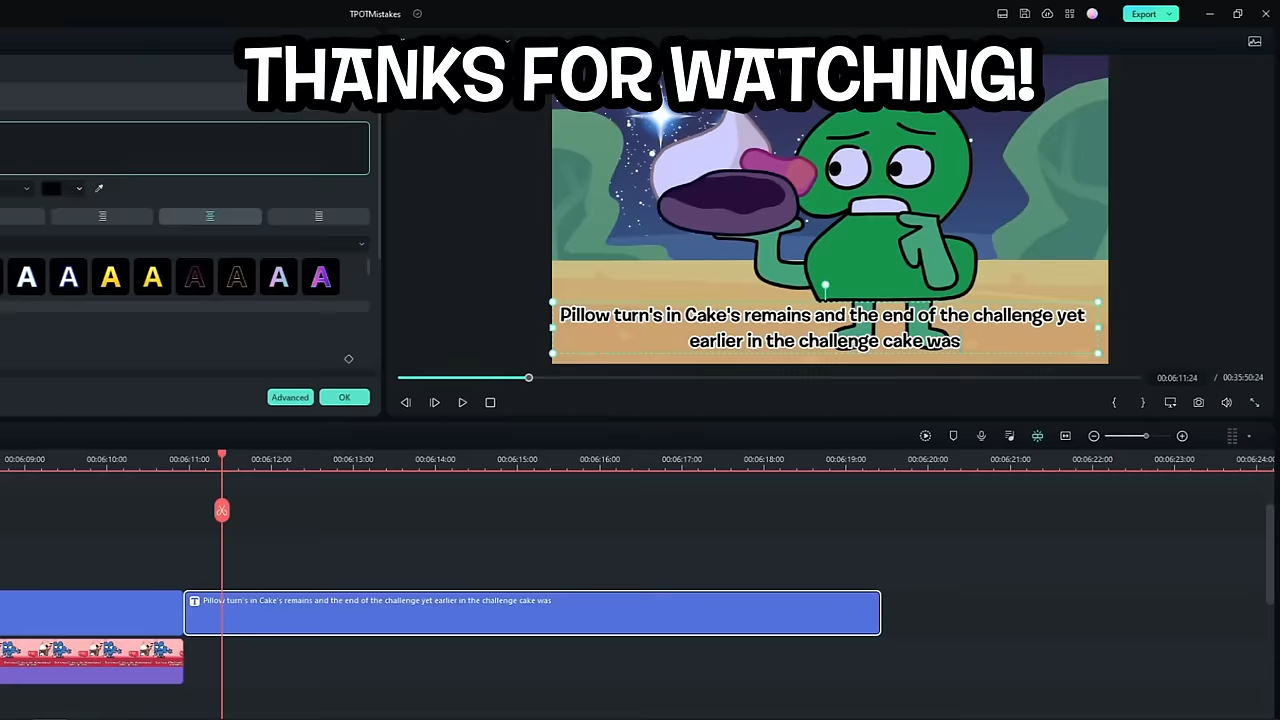 TPOTMistakes
Export
THANKS FOR WATCHING!
A A A A A A A A
Pillow turn's in Cake's remains and the end of the challenge yet
earlier in the challenge cake was
Advanced
OK
00:06:11:24 / 00:35:50:24
00:06:09:00 00:06:10:00 00:06:11:00 00:06:12:00 00:06:13:00 00:06:14:00 00:06:15:00 00:06:16:00 00:06:17:00 00:06:18:00 00:06:19:00 00:06:20:00 00:06:21:00 00:06:22:00 00:06:23:00 00:06:24:00
T Pillow turn's in Cake's remains and the end of the challenge yet earlier in the challenge cake was